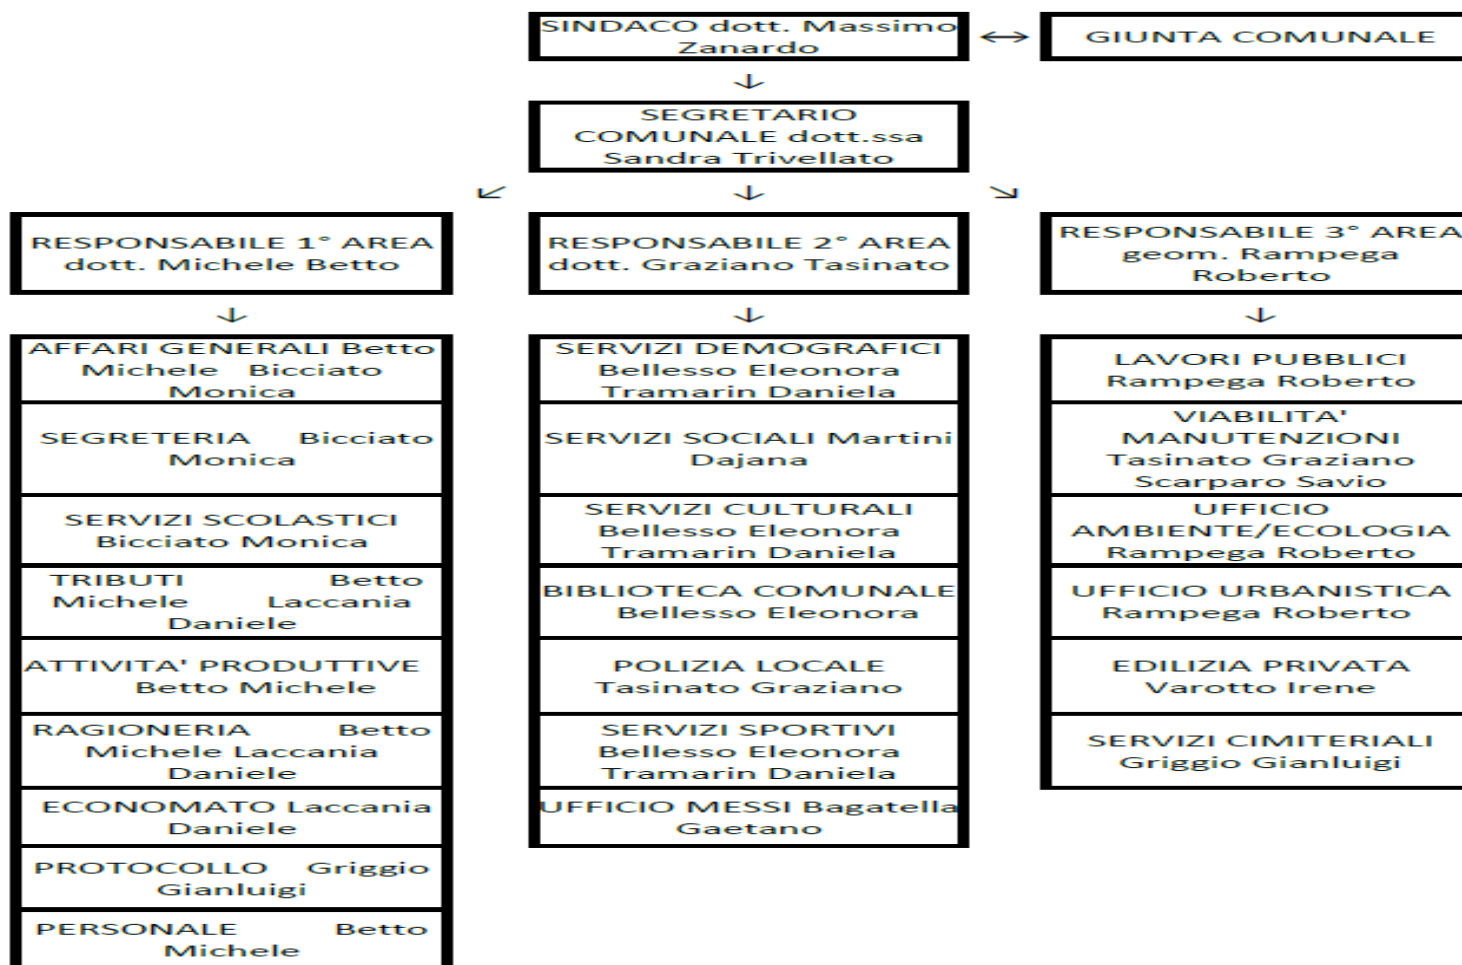 SINDACO dott. Massimo
Zanardo
↔
GIUNTA COMUNALE
↓
SEGRETARIO
COMUNALE dott.ssa
Sandra Trivellato
↙ ↓ ↘
RESPONSABILE 1° AREA
dott. Michele Betto
RESPONSABILE 2° AREA
dott. Graziano Tasinato
RESPONSABILE 3° AREA
geom. Rampega
Roberto
↓ ↓ ↓
AFFARI GENERALI Betto
Michele Bicciato
Monica
SEGRETERIA Bicciato
Monica
SERVIZI SCOLASTICI
Bicciato Monica
TRIBUTI Betto
Michele Laccania
Daniele
ATTIVITA' PRODUTTIVE
Betto Michele
RAGIONERIA Betto
Michele Laccania
Daniele
ECONOMATO Laccania
Daniele
PROTOCOLLO Griggio
Gianluigi
PERSONALE Betto
Michele
SERVIZI DEMOGRAFICI
Bellesso Eleonora
Tramarin Daniela
SERVIZI SOCIALI Martini
Dajana
SERVIZI CULTURALI
Bellesso Eleonora
Tramarin Daniela
BIBLIOTECA COMUNALE
Bellesso Eleonora
POLIZIA LOCALE
Tasinato Graziano
SERVIZI SPORTIVI
Bellesso Eleonora
Tramarin Daniela
UFFICIO MESSI Bagatella
Gaetano
LAVORI PUBBLICI
Rampega Roberto
VIABILITA'
MANUTENZIONI
Tasinato Graziano
Scarparo Savio
UFFICIO
AMBIENTE/ECOLOGIA
Rampega Roberto
UFFICIO URBANISTICA
Rampega Roberto
EDILIZIA PRIVATA
Varotto Irene
SERVIZI CIMITERIALI
Griggio Gianluigi